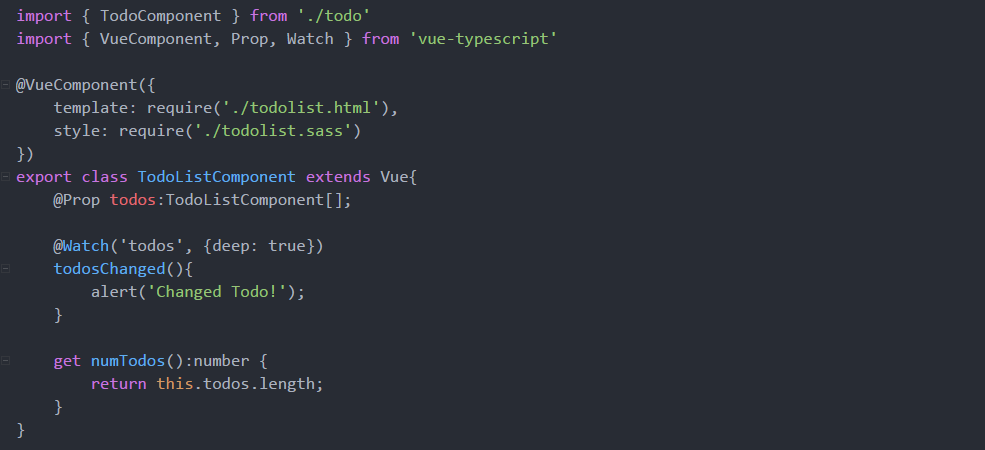 import { TodoComponent } from './todo'
import { VueComponent, Prop, Watch } from 'vue-typescript'
@VueComponent({
    template: require('./todolist.html'),
    style: require('./todolist.sass')
})
export class TodoListComponent extends Vue{
    @Prop todos:TodoListComponent[];
    @Watch('todos', {deep: true})
    todosChanged(){
        alert('Changed Todo!');
    }
    get numTodos():number {
        return this.todos.length;
    }
}